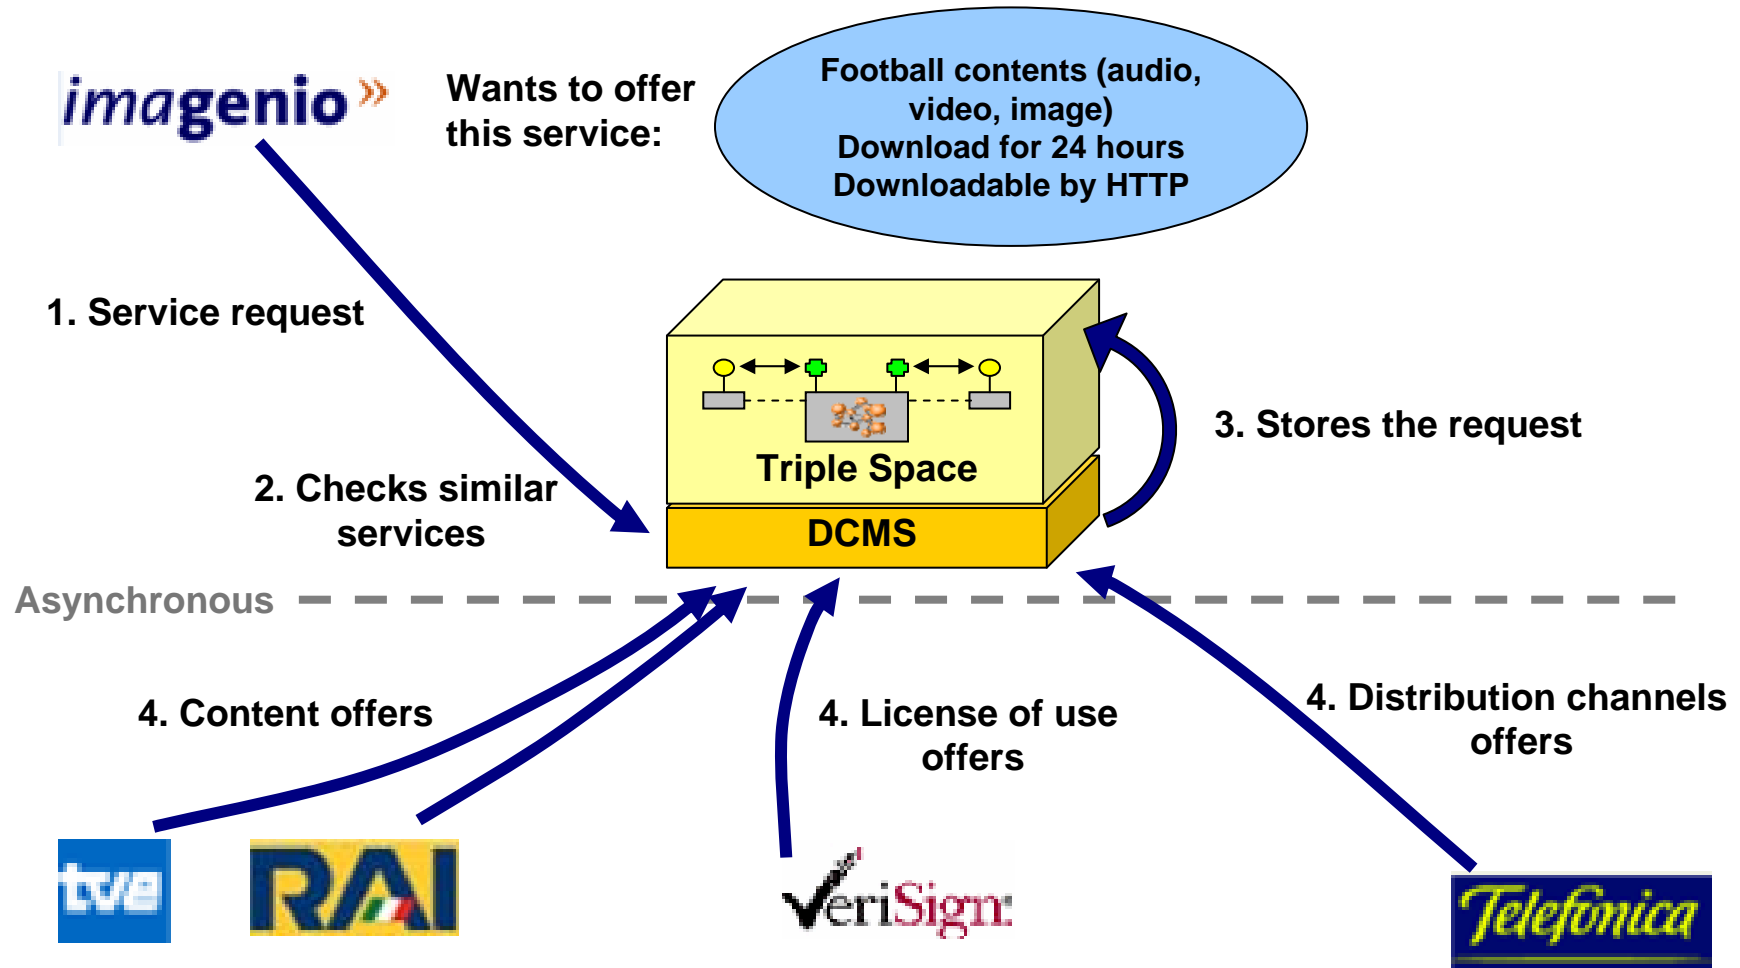 imagenio »
Wants to offer
this service:
Football contents (audio,
video, image)
Download for 24 hours
Downloadable by HTTP
1. Service request
2. Checks similar
services
3. Stores the request
Triple Space
DCMS
Asynchronous
4. Content offers
4. License of use
offers
4. Distribution channels
offers
tve
RAI
VeriSign
Telefónica